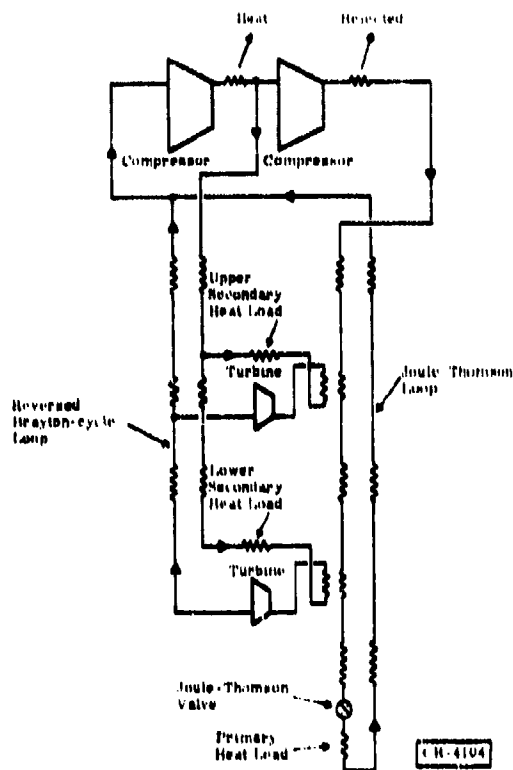 Heat
Rejected
Compressor
Compressor
Upper
Secondary
Heat Load
Turbine
Joule-Thomson
Loop
Reversed
Brayton-cycle
Loop
Lower
Secondary
Heat Load
Turbine
Joule-Thomson
Valve
Primary
Heat Load
CR-4104